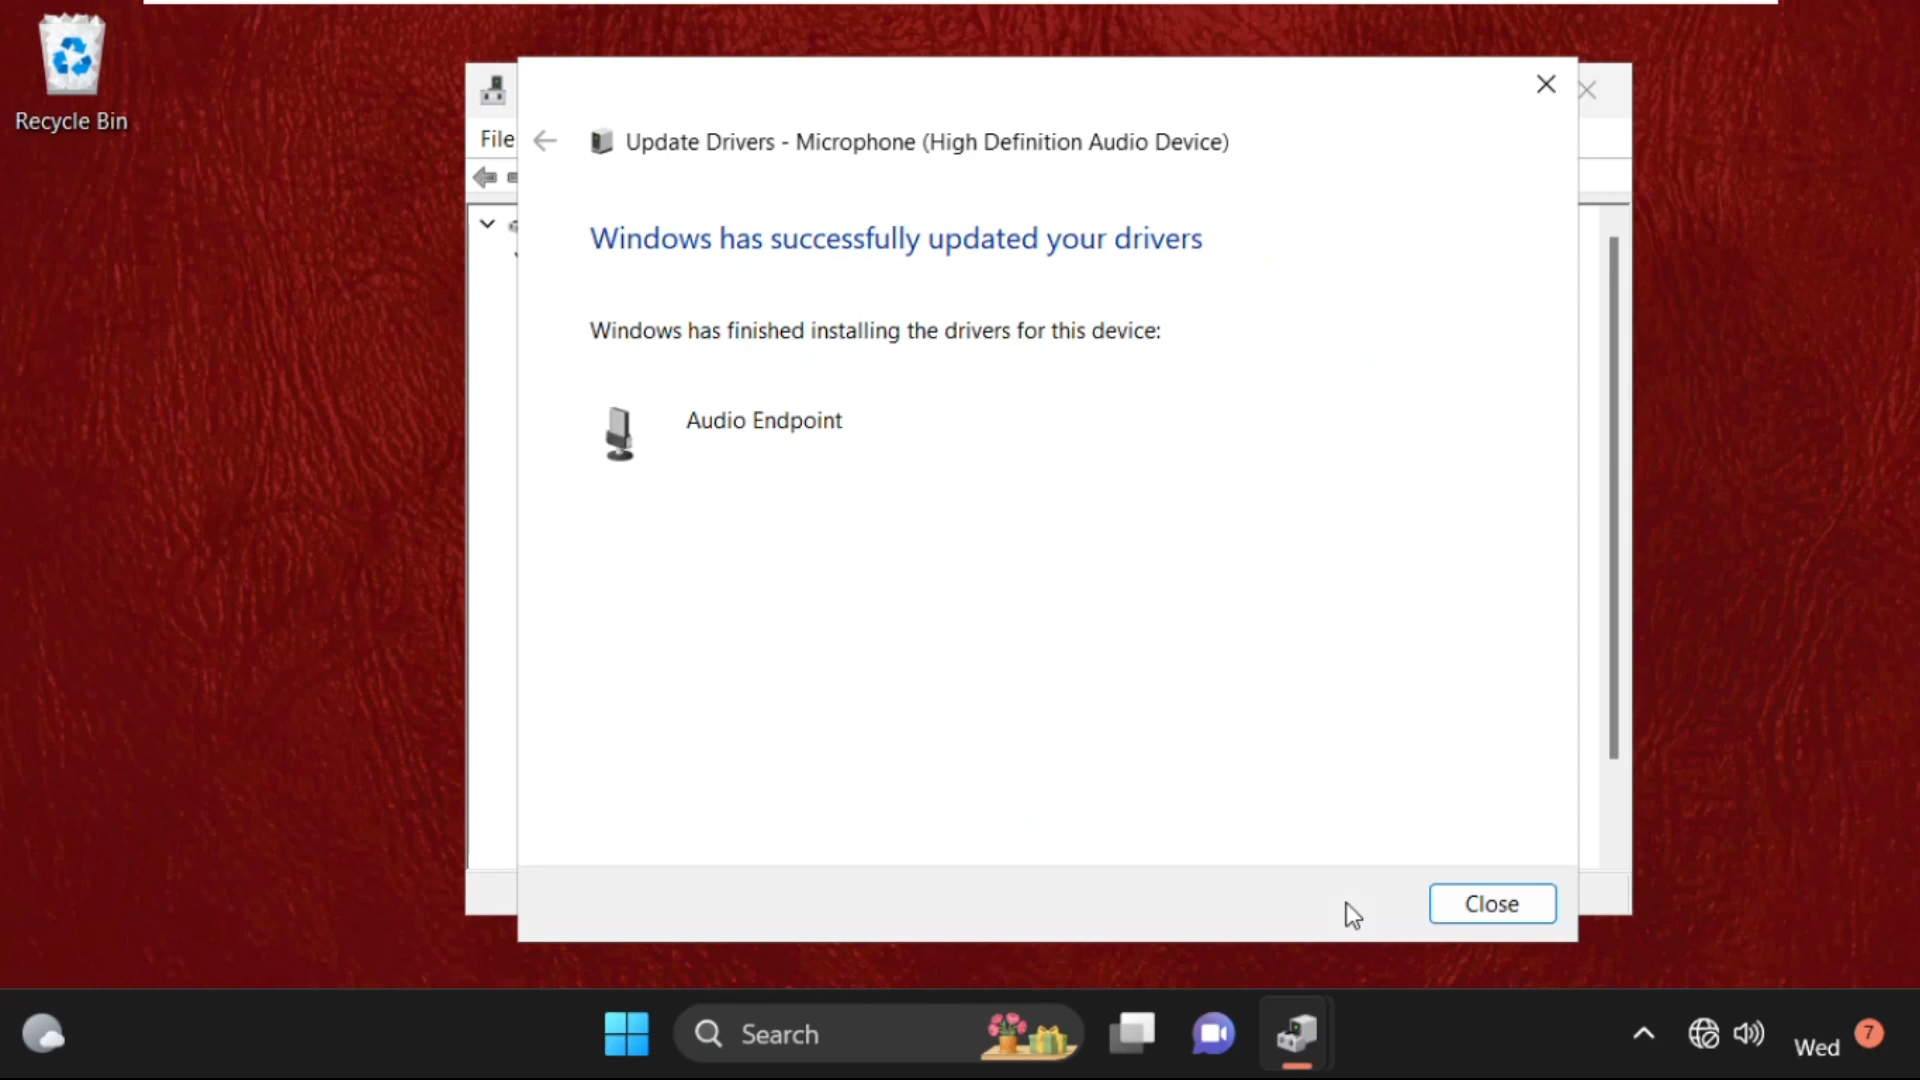 Recycle Bin
File
Update Drivers - Microphone (High Definition Audio Device)
Windows has successfully updated your drivers
Windows has finished installing the drivers for this device:
Audio Endpoint
Close
Search
Wed
7